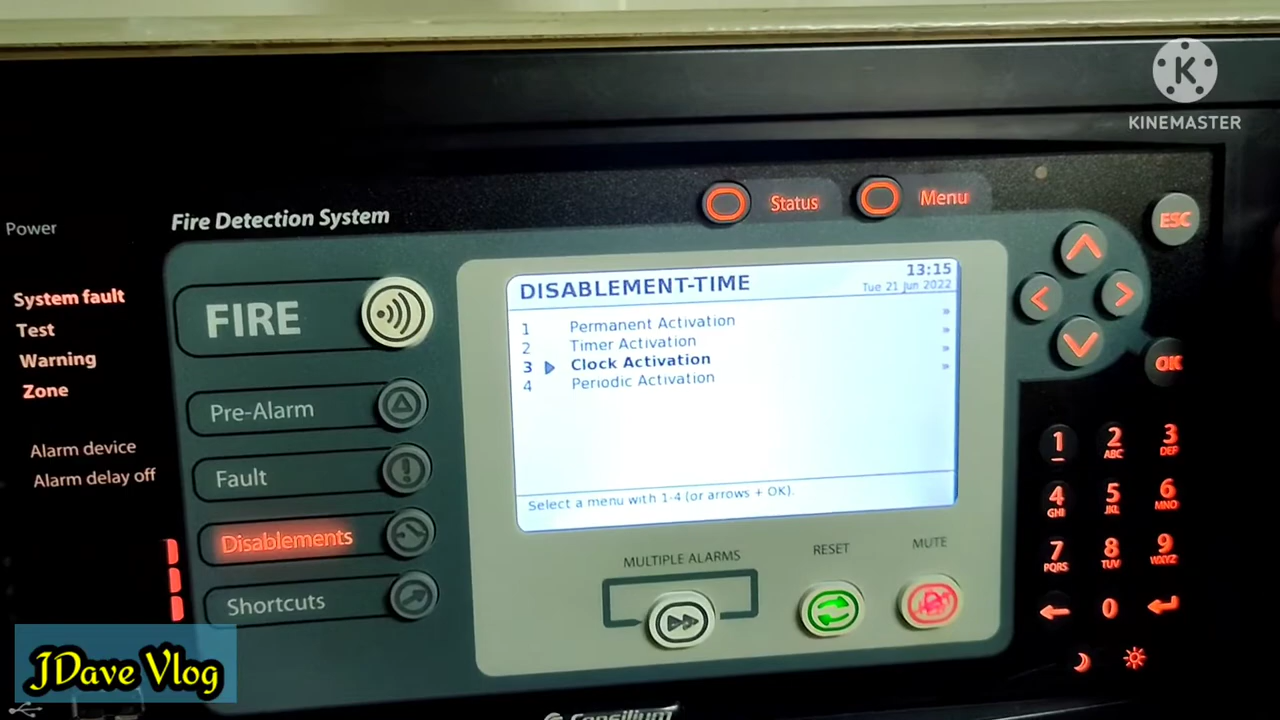 KINEMASTER
Status
Menu
ESC
Power
Fire Detection System
System fault
Test
Warning
Zone
Alarm device
Alarm delay off
FIRE
Pre-Alarm
Fault
Disablements
Shortcuts
DISABLEMENT-TIME
13:15
Tue 21 Jun 2022
1 Permanent Activation »
2 Timer Activation »
3 Clock Activation »
4 Periodic Activation »
Select a menu with 1-4 (or arrows + OK).
OK
1
2 ABC
3 DEF
4 GHI
5 JKL
6 MNO
7 PQRS
8 TUV
9 WXYZ
0
MULTIPLE ALARMS
RESET
MUTE
JDave Vlog
Consilium